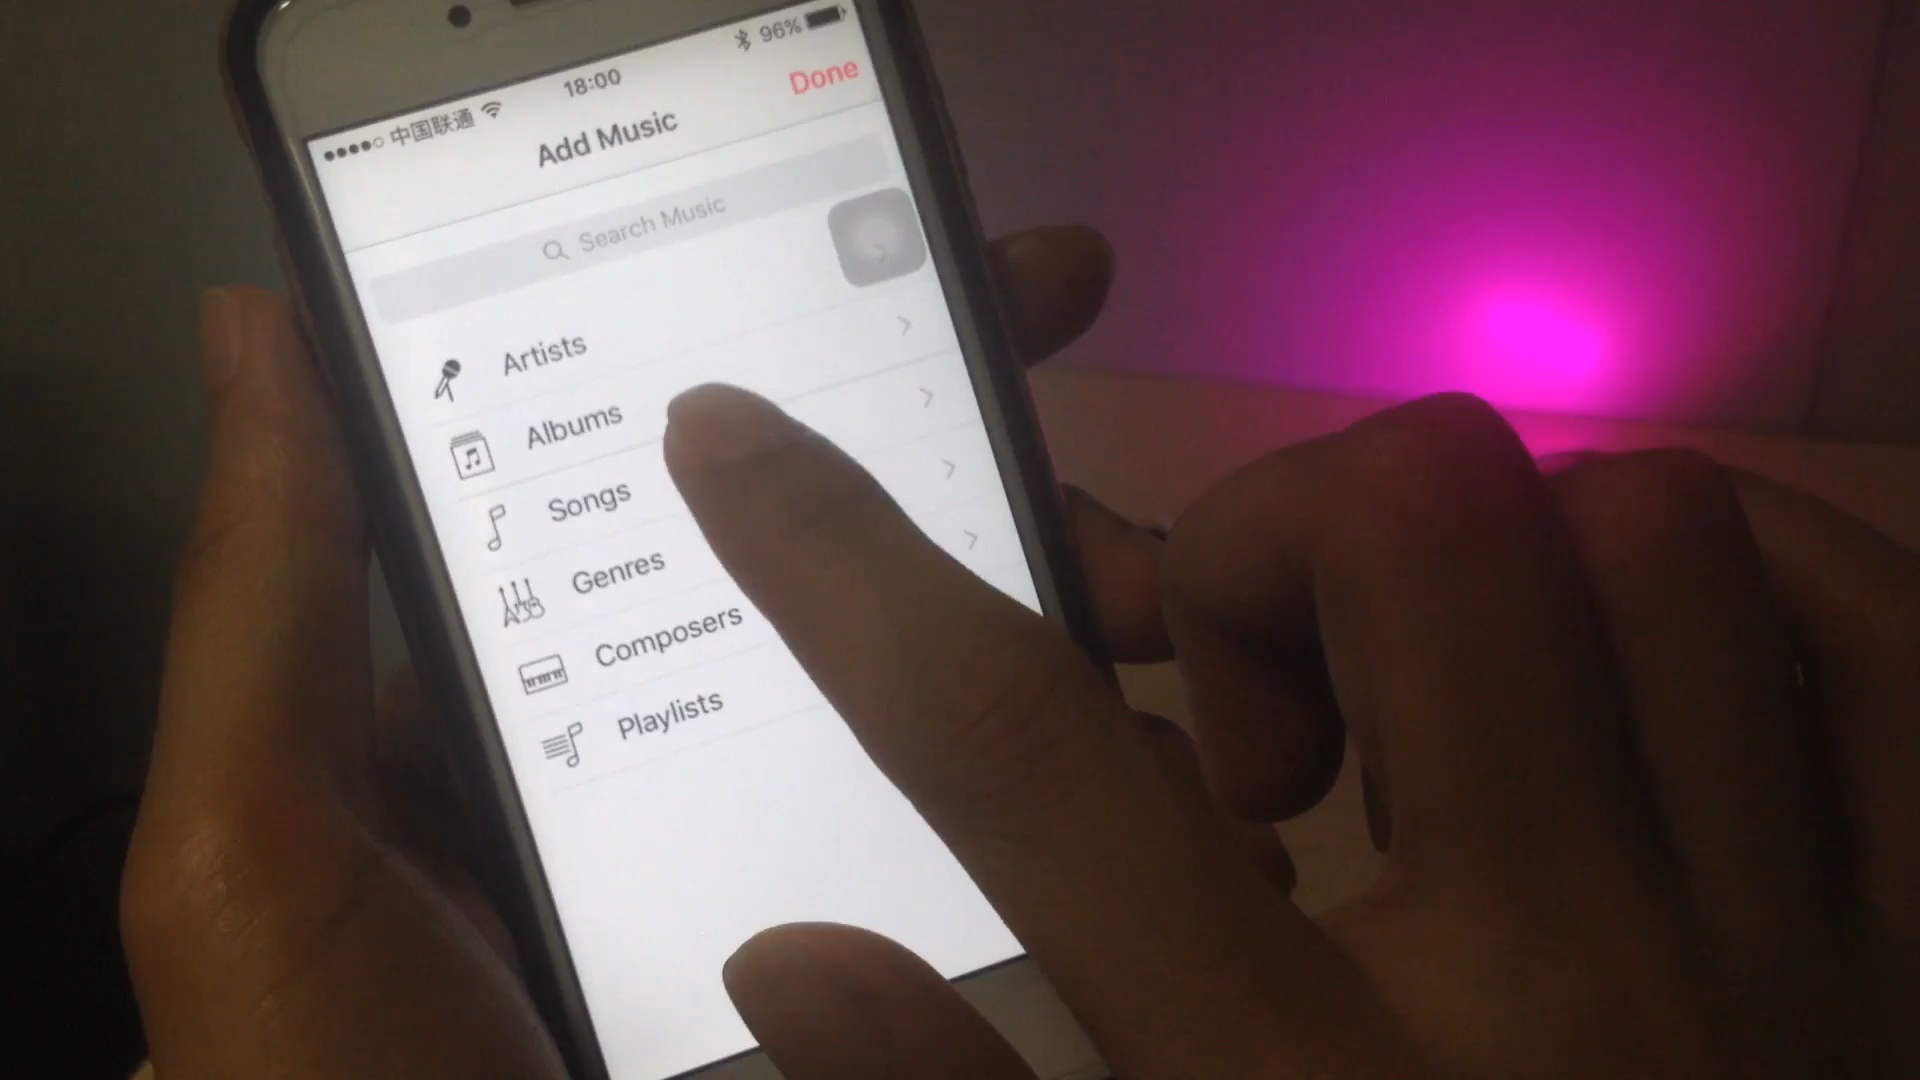 中国联通 18:00 96%
Add Music
Done
Search Music
Artists
Albums
Songs
Genres
Composers
Playlists